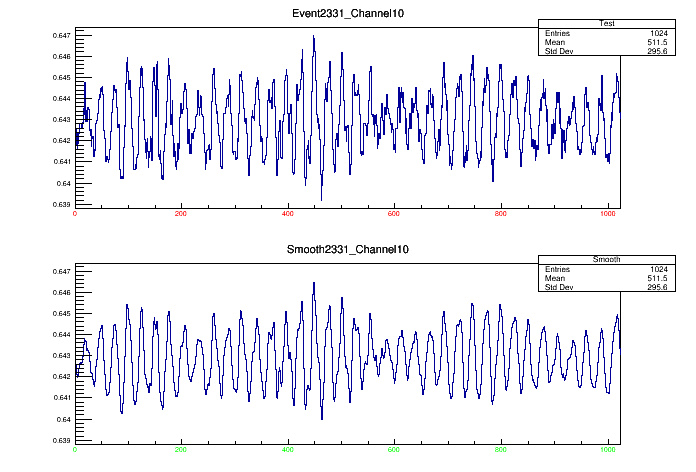 Event2331_Channel10
Test
Entries 1024
Mean 511.5
Std Dev 295.6
0.647
0.646
0.645
0.644
0.643
0.642
0.641
0.64
0.639
0 200 400 600 800 1000
Smooth2331_Channel10
Smooth
Entries 1024
Mean 511.5
Std Dev 295.6
0.647
0.646
0.645
0.644
0.643
0.642
0.641
0.64
0.639
0 200 400 600 800 1000